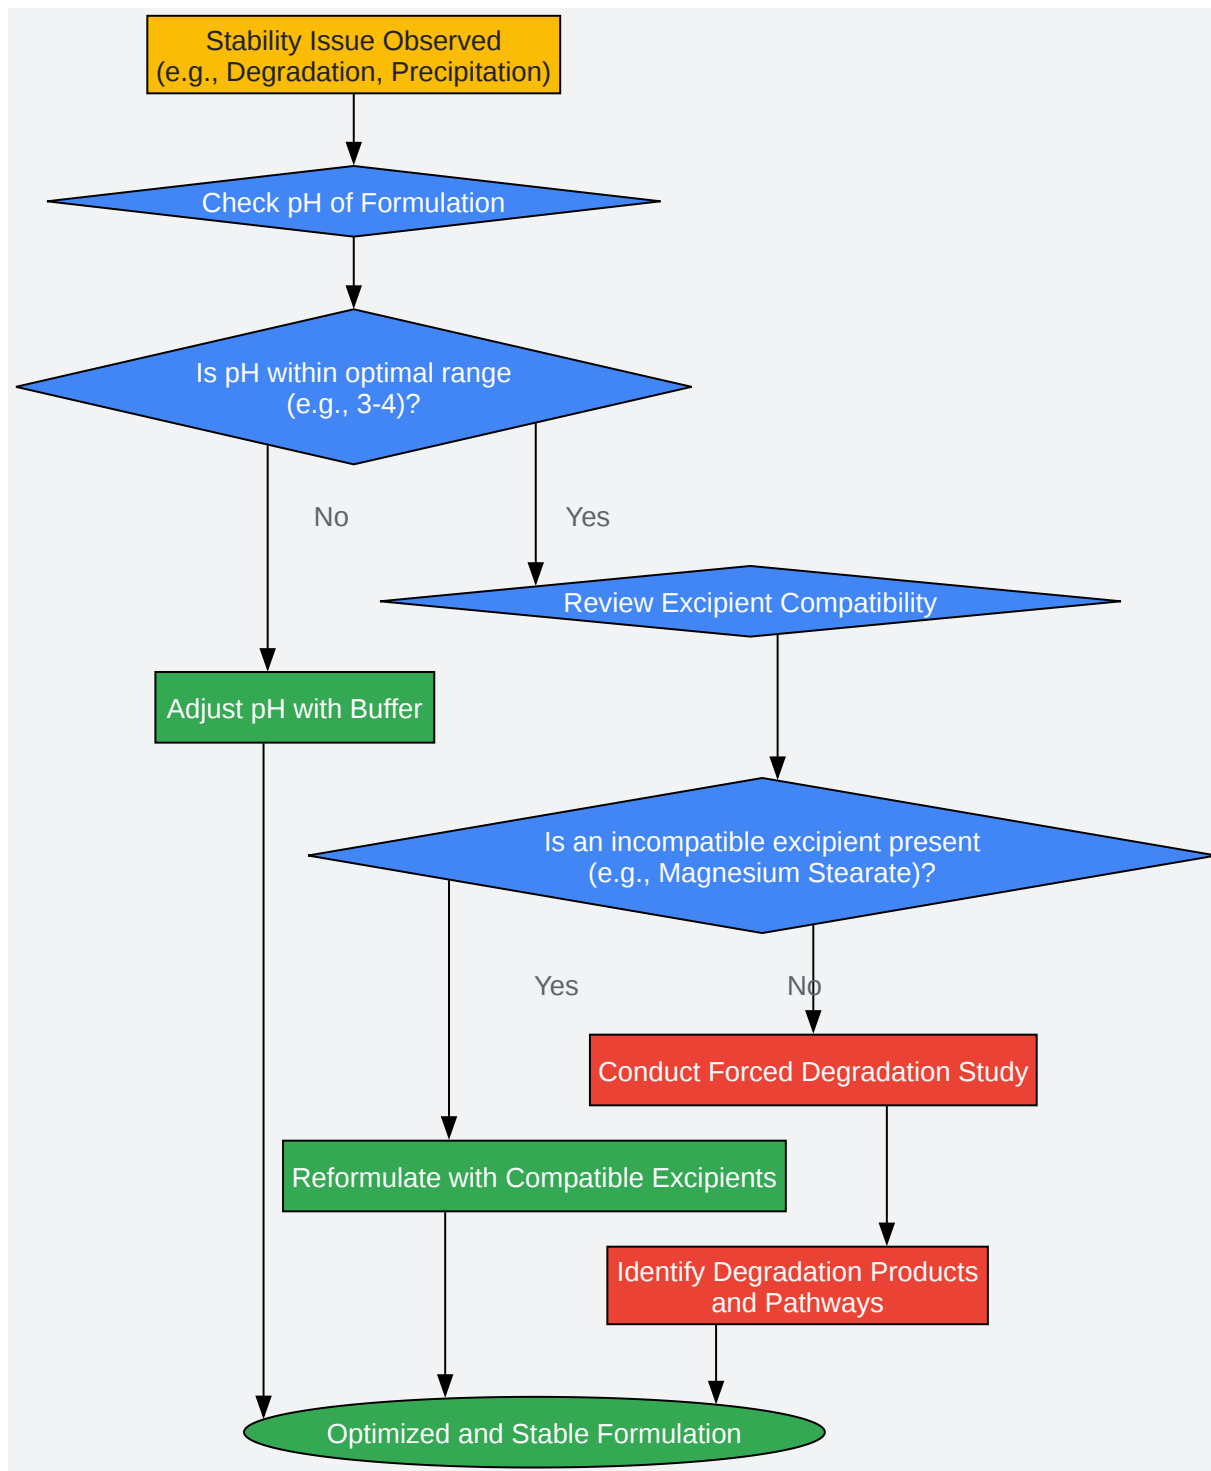 Stability Issue Observed
(e.g., Degradation, Precipitation)
Check pH of Formulation
Is pH within optimal range
(e.g., 3-4)?
No
Yes
Review Excipient Compatibility
Adjust pH with Buffer
Is an incompatible excipient present
(e.g., Magnesium Stearate)?
Yes
No
Conduct Forced Degradation Study
Reformulate with Compatible Excipients
Identify Degradation Products
and Pathways
Optimized and Stable Formulation